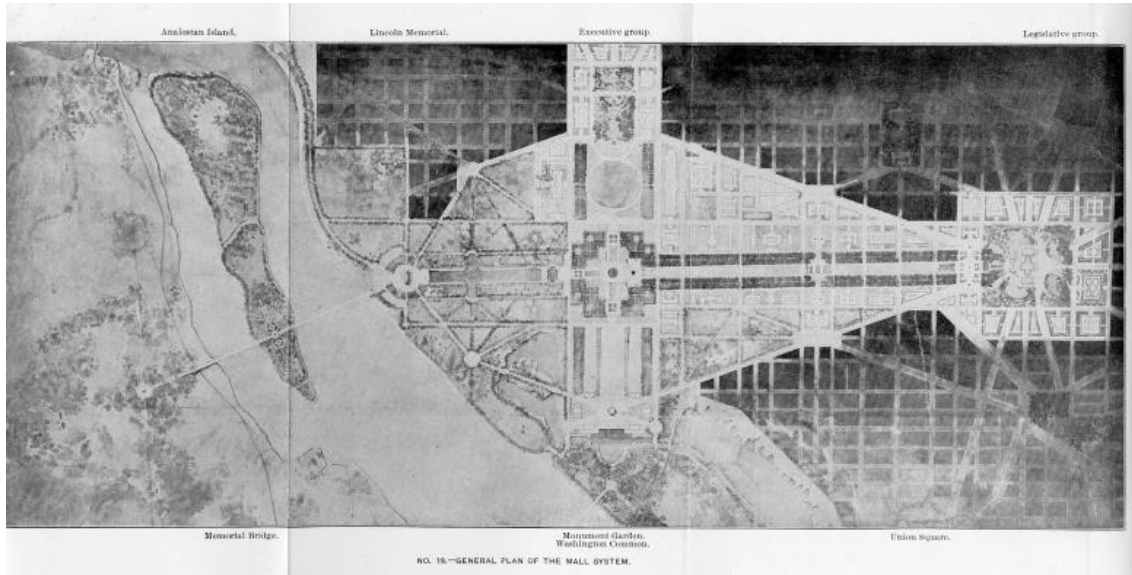 Analostan Island.
Lincoln Memorial.
Executive group.
Legislative group.
Memorial Bridge.
Monument Garden.
Washington Common.
Union Square.
NO. 19.—GENERAL PLAN OF THE MALL SYSTEM.